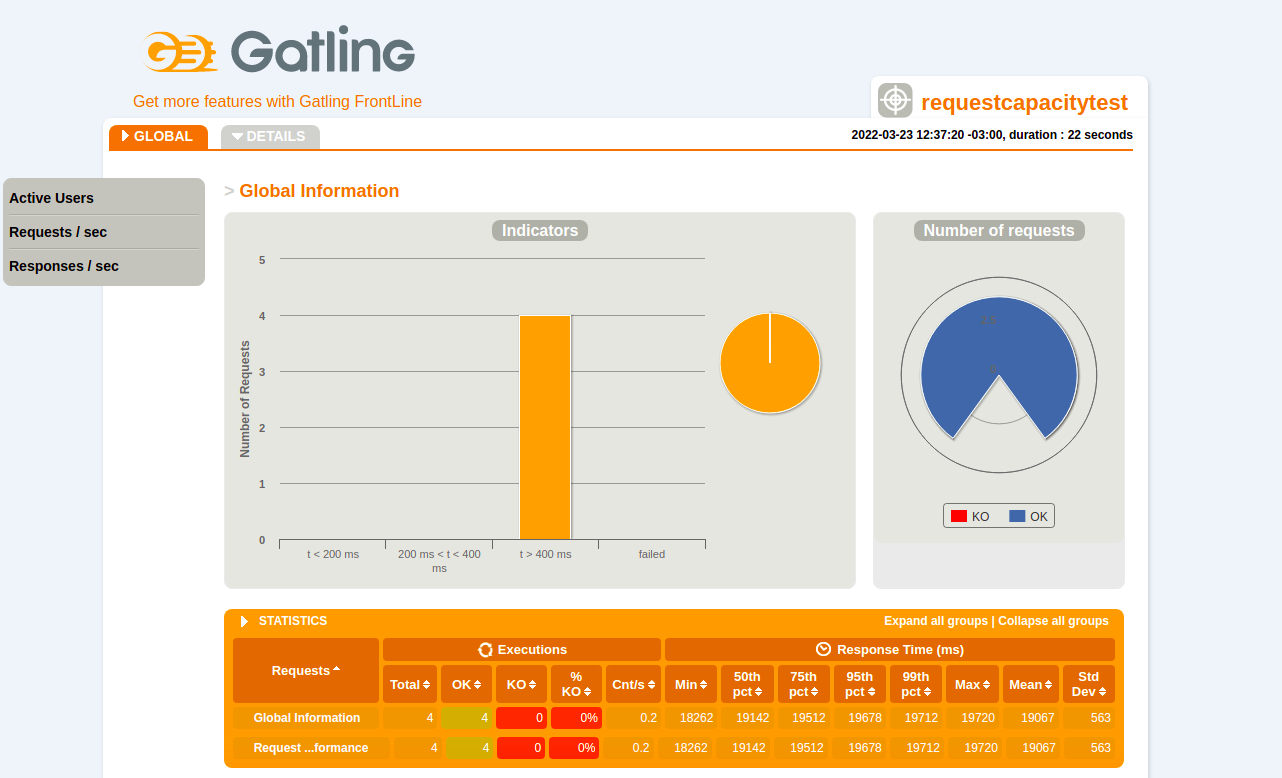 Gatling
Get more features with Gatling FrontLine
requestcapacitytest
GLOBAL DETAILS
2022-03-23 12:37:20 -03:00, duration : 22 seconds
Active Users
Requests / sec
Responses / sec
> Global Information
Indicators
Number of Requests
5
4
3
2
1
0
t < 200 ms
200 ms < t < 400
ms
t > 400 ms
failed
Number of requests
KO OK
STATISTICS
Expand all groups | Collapse all groups
Requests
Executions
Response Time (ms)
Total OK KO % KO Cnt/s Min 50th pct 75th pct 95th pct 99th pct Max Mean Std Dev
Global Information 4 4 0 0% 0.2 18262 19142 19512 19678 19712 19720 19067 563
Request ...formance 4 4 0 0% 0.2 18262 19142 19512 19678 19712 19720 19067 563